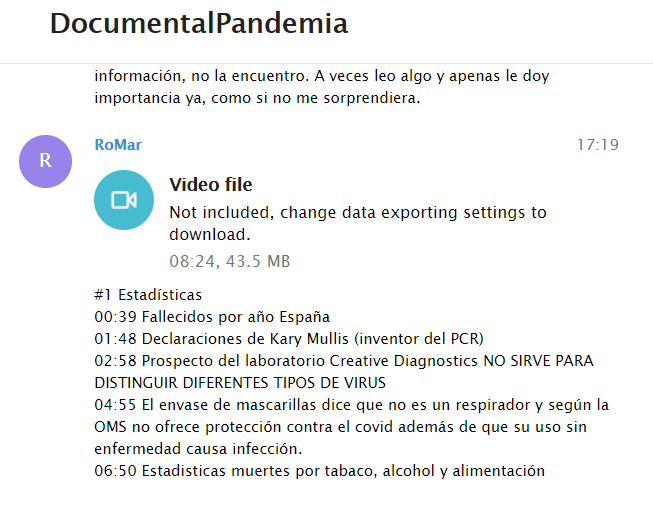 DocumentalPandemia
información, no la encuentro. A veces leo algo y apenas le doy
importancia ya, como si no me sorprendiera.
R
RoMar
17:19
Video file
Not included, change data exporting settings to
download.
08:24, 43.5 MB
#1 Estadísticas
00:39 Fallecidos por año España
01:48 Declaraciones de Kary Mullis (inventor del PCR)
02:58 Prospecto del laboratorio Creative Diagnostics NO SIRVE PARA
DISTINGUIR DIFERENTES TIPOS DE VIRUS
04:55 El envase de mascarillas dice que no es un respirador y según la
OMS no ofrece protección contra el covid además de que su uso sin
enfermedad causa infección.
06:50 Estadisticas muertes por tabaco, alcohol y alimentación